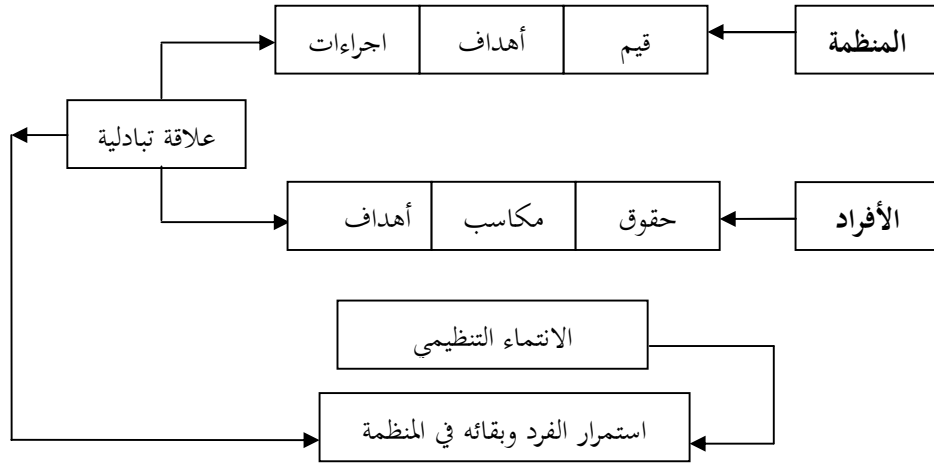 المنظمة
قيم
أهداف
اجراءات
علاقة تبادلية
الأفراد
حقوق
مكاسب
أهداف
الانتماء التنظيمي
استمرار الفرد وبقائه في المنظمة